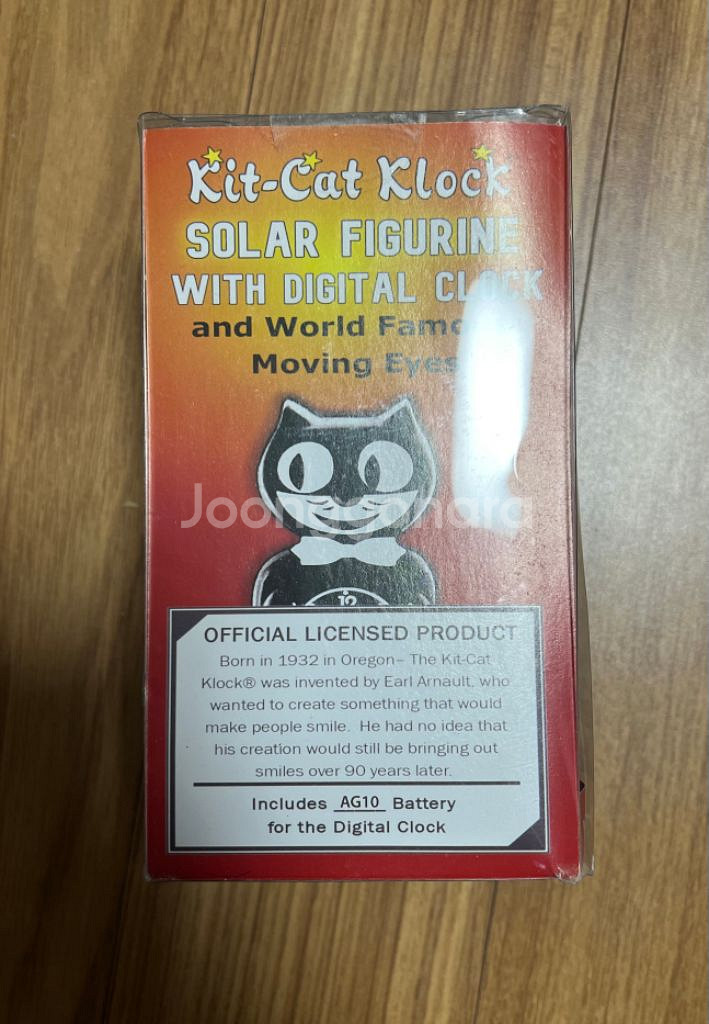 Kit-Cat Klock
SOLAR FIGURINE
WITH DIGITAL CLOCK
and World Famo
Moving Eyes
Joonggonara
12
OFFICIAL LICENSED PRODUCT
Born in 1932 in Oregon– The Kit-Cat
Klock® was invented by Earl Arnault, who
wanted to create something that would
make people smile. He had no idea that
his creation would still be bringing out
smiles over 90 years later.
Includes AG10 Battery
for the Digital Clock